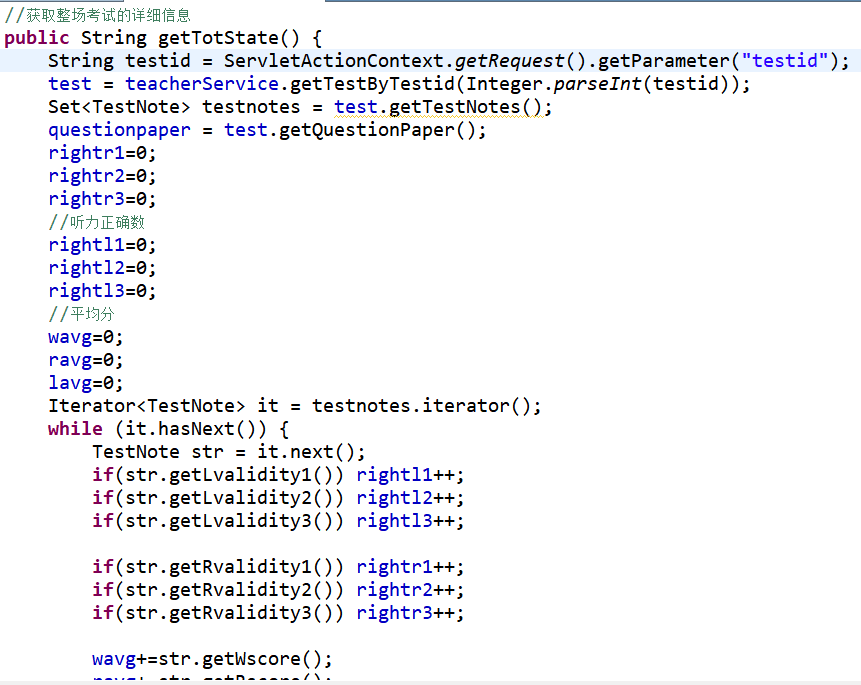 //获取整场考试的详细信息
public String getTotState() {
String testid = ServletActionContext.getRequest().getParameter("testid");
test = teacherService.getTestByTestid(Integer.parseInt(testid));
Set<TestNote> testnotes = test.getTestNotes();
questionpaper = test.getQuestionPaper();
rightr1=0;
rightr2=0;
rightr3=0;
//听力正确数
rightl1=0;
rightl2=0;
rightl3=0;
//平均分
wavg=0;
ravg=0;
lavg=0;
Iterator<TestNote> it = testnotes.iterator();
while (it.hasNext()) {
TestNote str = it.next();
if(str.getLvalidity1()) rightl1++;
if(str.getLvalidity2()) rightl2++;
if(str.getLvalidity3()) rightl3++;
if(str.getRvalidity1()) rightr1++;
if(str.getRvalidity2()) rightr2++;
if(str.getRvalidity3()) rightr3++;
wavg+=str.getWscore();